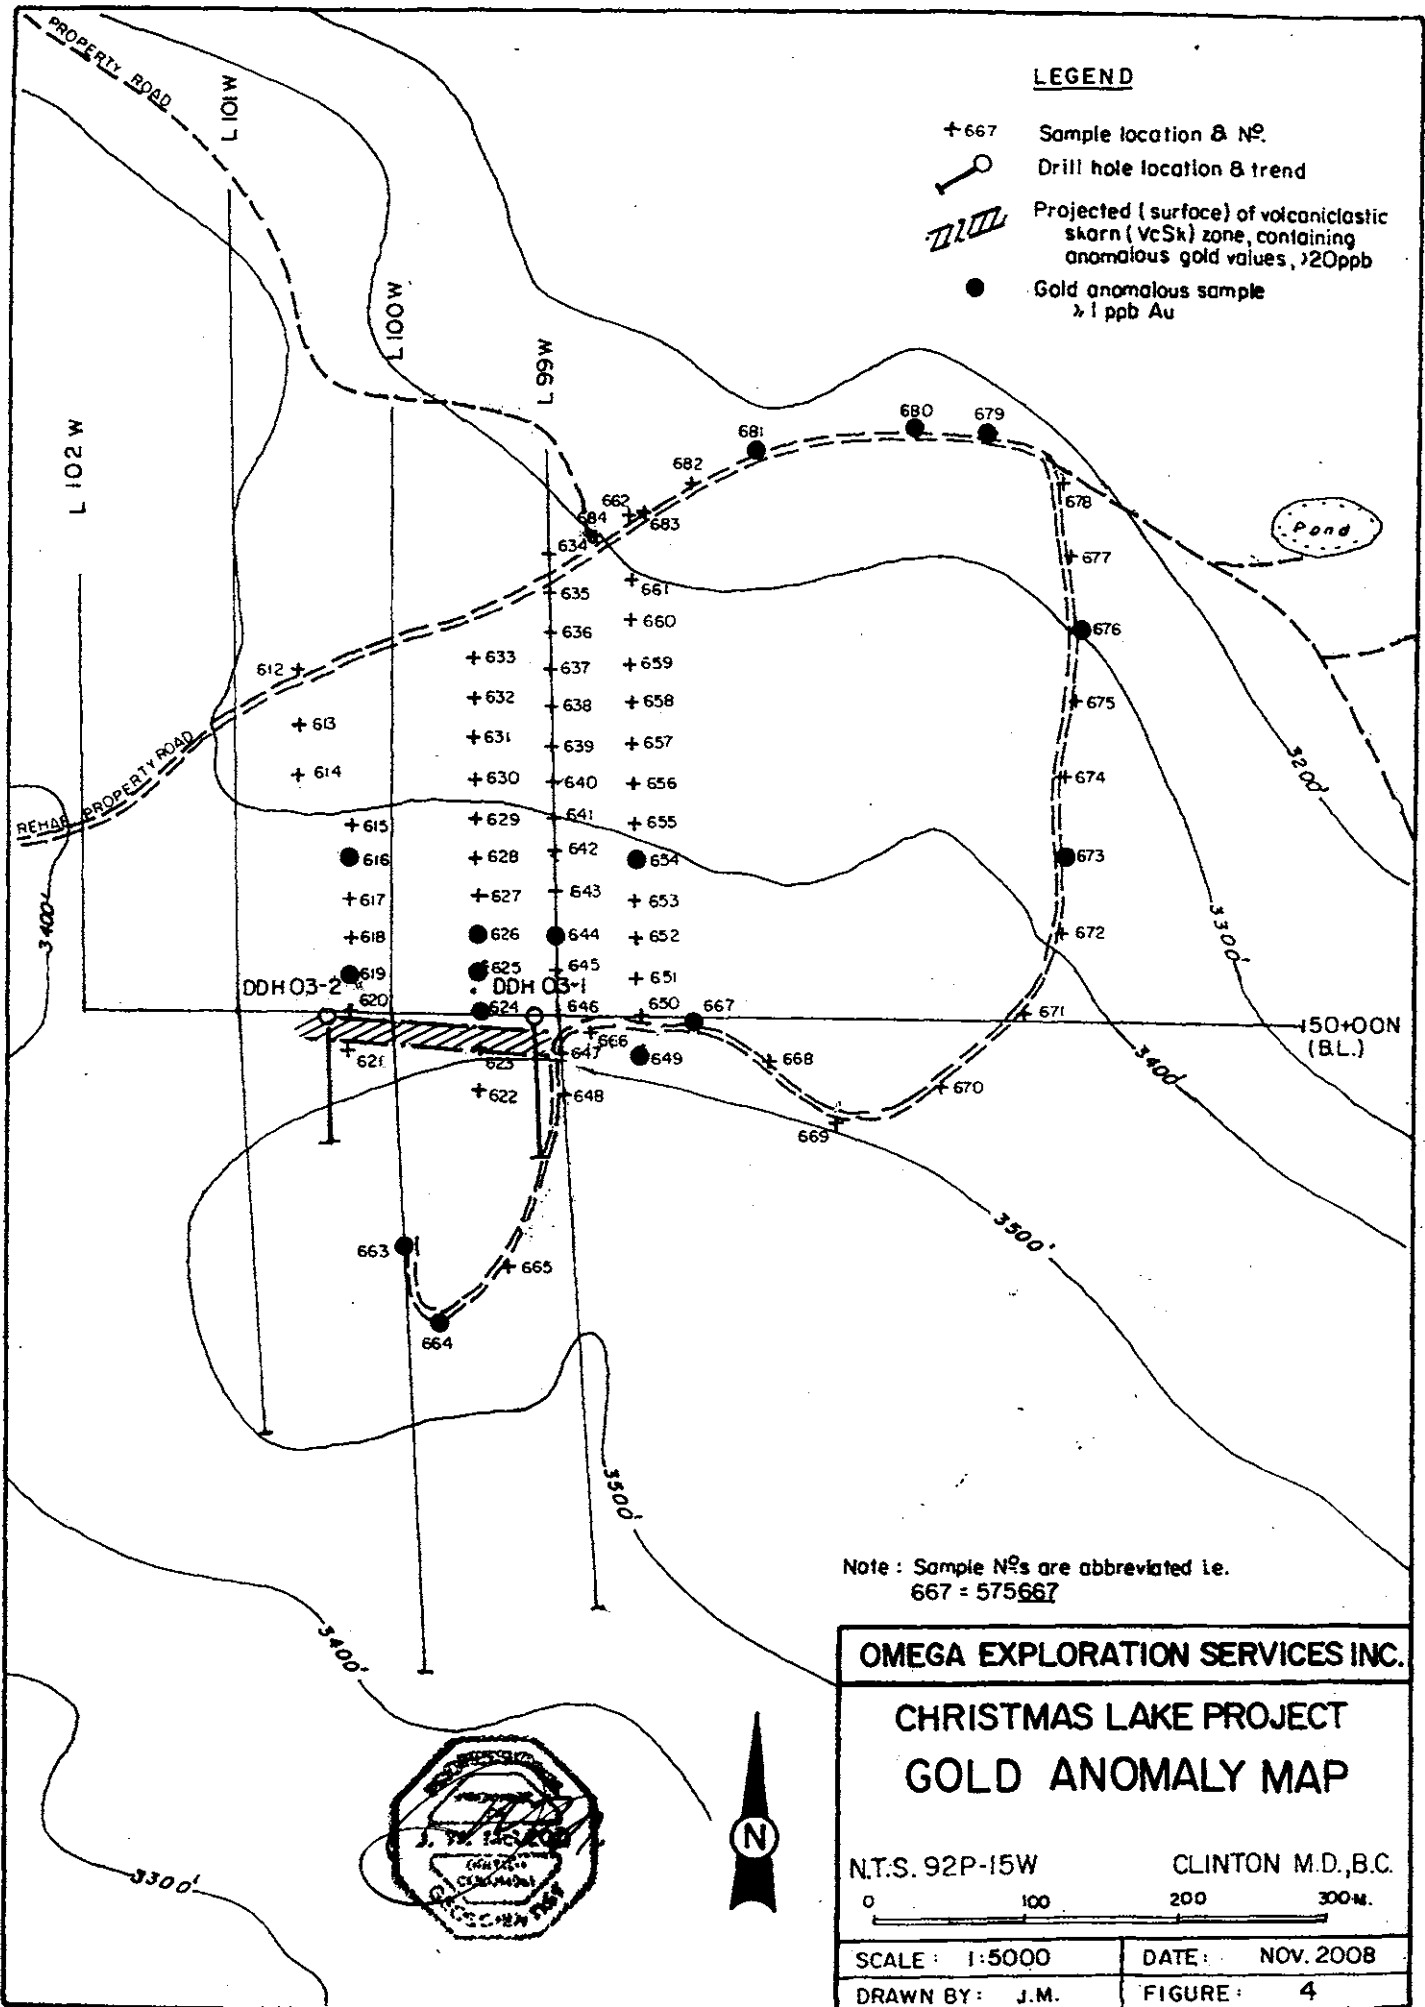 PROPERTY ROAD
L 101 W
LEGEND
+667 Sample location & Nº.
Drill hole location & trend
Projected (surface) of volcaniclastic
skarn (VcSk) zone, containing
anomalous gold values, >20ppb
Gold anomalous sample
⩾ 1 ppb Au
L 100 W
L 99 W
L 102 W
680
679
681
682
678
662
684
683
Pond
634
677
635
661
636
660
676
633
637
659
612
632
638
658
675
613
631
639
657
REHAB PROPERTY ROAD
614
630
640
656
674
3200'
615
629
641
655
616
628
642
654
673
617
627
643
653
3400'
618
626
644
652
672
3300'
619
625
645
651
DDH 03-2
DDH 03-1
620
624
646
650
667
671
150+00N
(B.L.)
666
621
623
647
649
668
3400'
622
648
670
669
3500'
663
665
664
3500'
Note : Sample Nºs are abbreviated i.e.
667 = 575667
3400'
3300'
N
OMEGA EXPLORATION SERVICES INC.
CHRISTMAS LAKE PROJECT
GOLD ANOMALY MAP
N.T.S. 92P-15W CLINTON M.D.,B.C.
0 100 200 300 M.
SCALE : 1:5000 DATE : NOV. 2008
DRAWN BY : J.M. FIGURE : 4